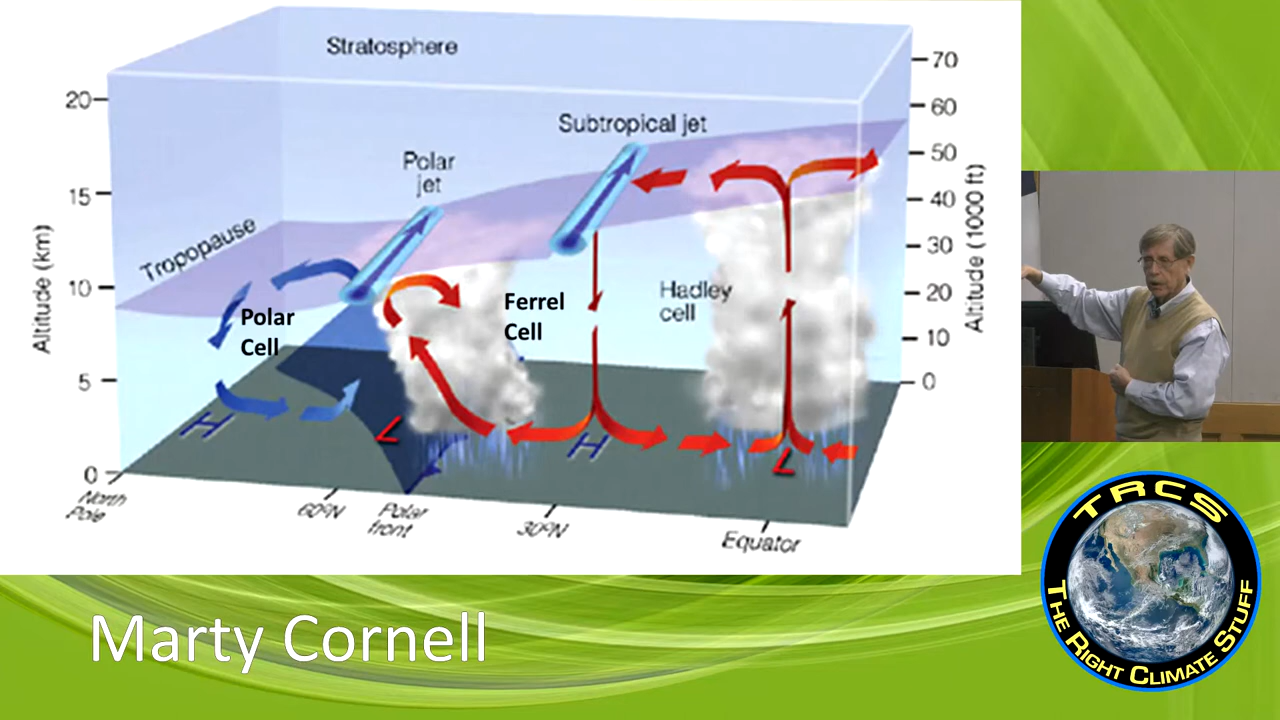 Stratosphere
20
15
10
5
0
Altitude (km)
70
60
50
40
30
20
10
0
Altitude (1000 ft)
Subtropical jet
Polar
jet
Tropopause
Polar
Cell
Ferrel
Cell
Hadley
cell
H
L
H
L
North
Pole
60ºN
Polar
front
30ºN
Equator
Marty Cornell
TRCS
THE RIGHT CLIMATE STUFF